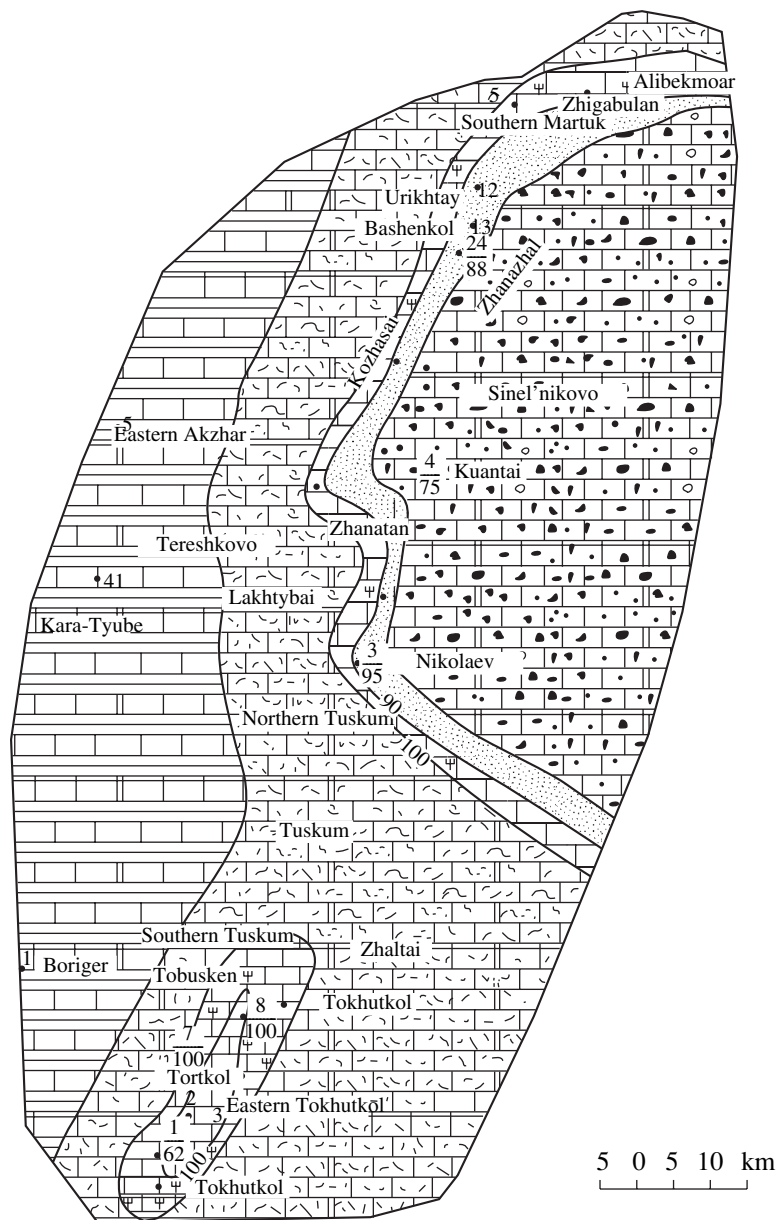 Alibekmoar
5
Zhigabulan
Southern Martuk
Urikhtay
12
Bashenkol
13
24
88
Zhanazhal
Kozhasai
Sinel'nikovo
5
Eastern Akzhar
4
75
Kuantai
Zhanatan
Tereshkovo
41
Lakhtybai
Kara-Tyube
3
95
Nikolaev
90
Northern Tuskum
100
Tuskum
Southern Tuskum
Zhaltai
1
Boriger
Tobusken
8
100
Tokhutkol
7
100
Tortkol
2
3
Eastern Tokhutkol
1
62
100
Tokhutkol
5 0 5 10 km